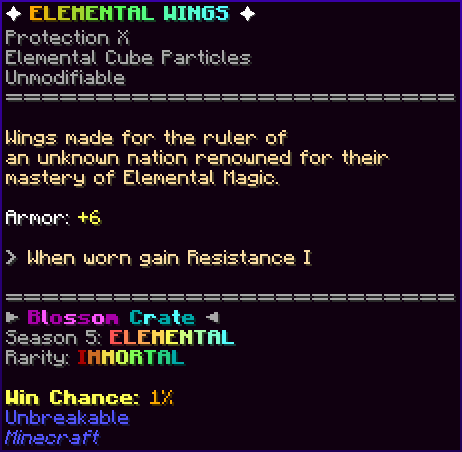 ✦ ELEMENTAL WINGS ✦
Protection X
Elemental Cube Particles
Unmodifiable
Wings made for the ruler of
an unknown nation renowned for their
mastery of Elemental Magic.
Armor: +6
> When worn gain Resistance I
► Blossom Crate ◄
Season 5: ELEMENTAL
Rarity: IMMORTAL
Win Chance: 1%
Unbreakable
Minecraft